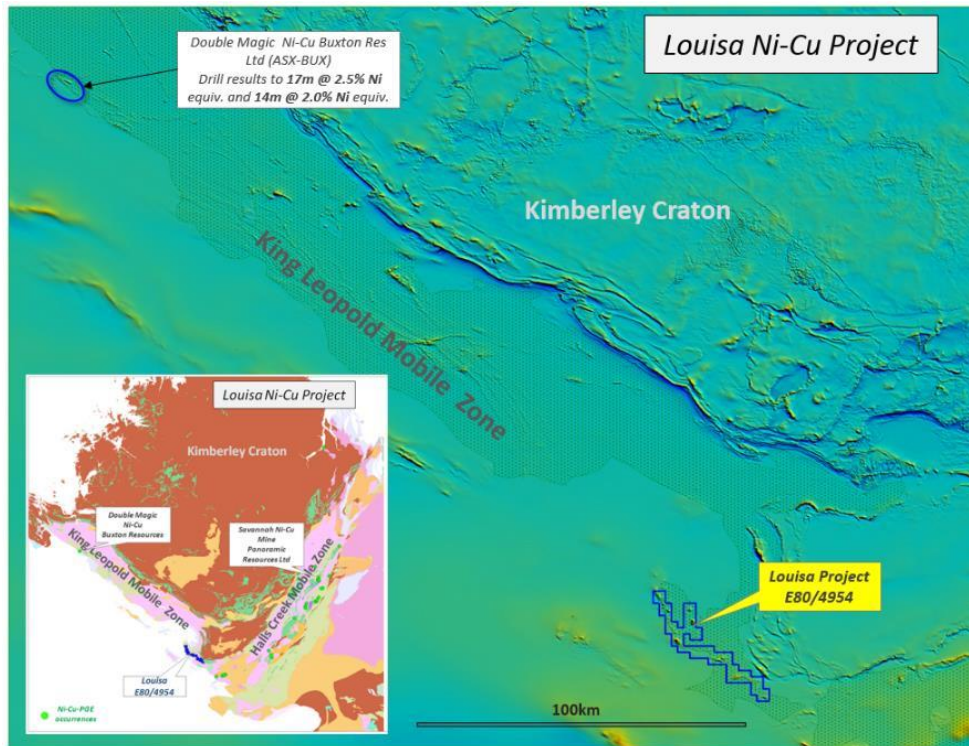 Louisa Ni-Cu Project
Double Magic Ni-Cu Buxton Res
Ltd (ASX-BUX)
Drill results to 17m @ 2.5% Ni
equiv. and 14m @ 2.0% Ni equiv.
Kimberley Craton
King Leopold Mobile Zone
Louisa Project
E80/4954
100km
Louisa Ni-Cu Project
Kimberley Craton
Double Magic
Ni-Cu
Buxton Resources
Savannah Ni-Cu
Mine
Panoramic
Resources Ltd
King Leopold Mobile Zone
Halls Creek Mobile Zone
Louisa
E80/4954
Ni-Cu-PGE
occurrences